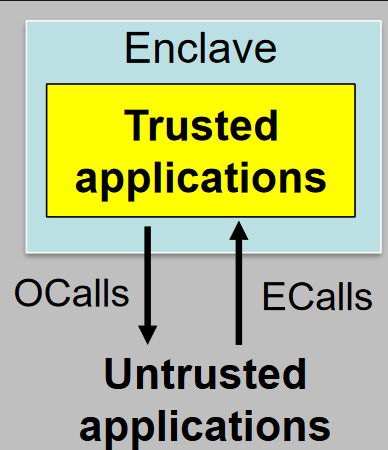 Enclave
Trusted
applications
OCalls
ECalls
Untrusted
applications